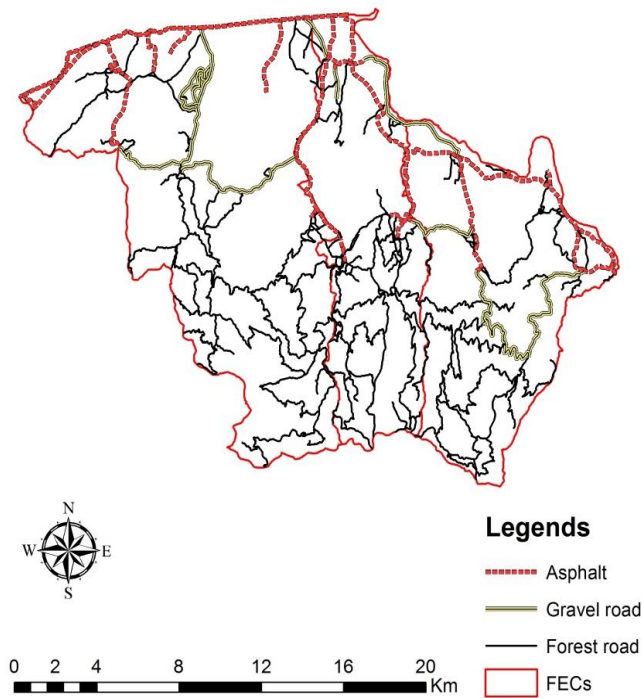 N
W E
S
Legends
Asphalt
Gravel road
Forest road
FECs
0 2 4 8 12 16 20
Km